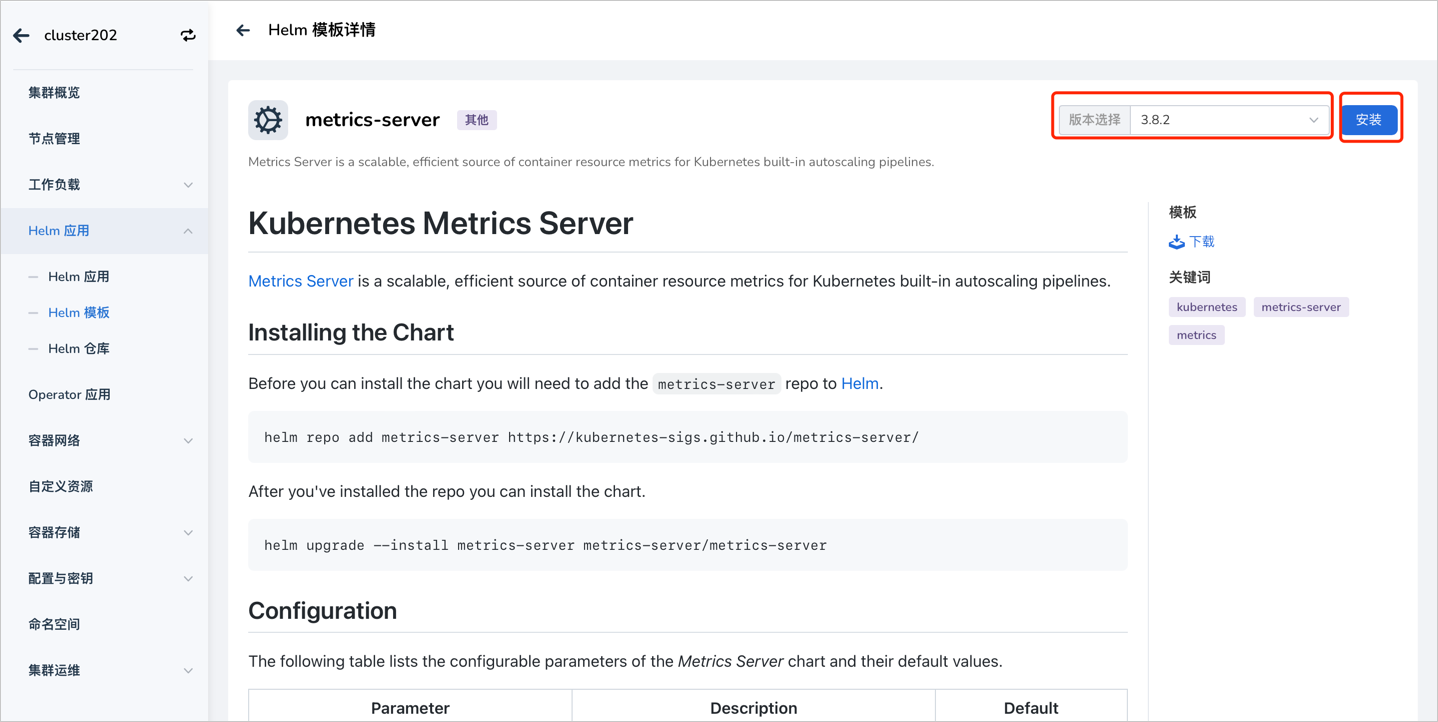 cluster202
集群概览
节点管理
工作负载
Helm 应用
Helm 应用
Helm 模板
Helm 仓库
Operator 应用
容器网络
自定义资源
容器存储
配置与密钥
命名空间
集群运维
Helm 模板详情
metrics-server 其他
版本选择 3.8.2 安装
Metrics Server is a scalable, efficient source of container resource metrics for Kubernetes built-in autoscaling pipelines.
Kubernetes Metrics Server
Metrics Server is a scalable, efficient source of container resource metrics for Kubernetes built-in autoscaling pipelines.
Installing the Chart
Before you can install the chart you will need to add the metrics-server repo to Helm.
helm repo add metrics-server https://kubernetes-sigs.github.io/metrics-server/
After you've installed the repo you can install the chart.
helm upgrade --install metrics-server metrics-server/metrics-server
Configuration
The following table lists the configurable parameters of the Metrics Server chart and their default values.
Parameter Description Default
模板
下载
关键词
kubernetes metrics-server
metrics